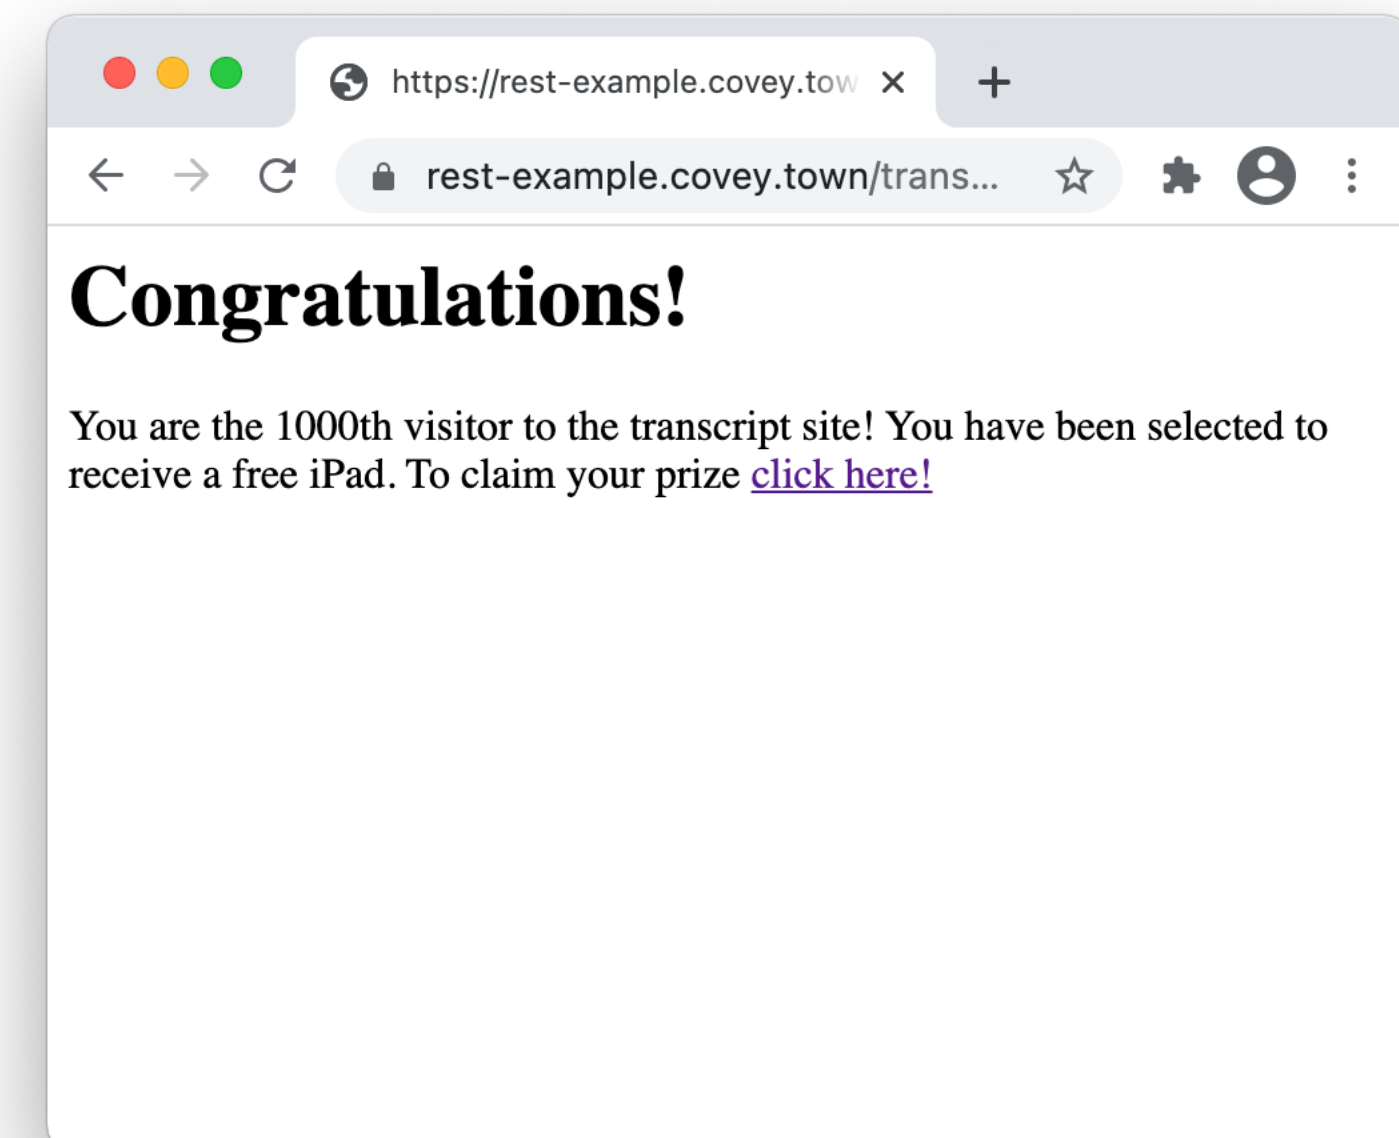 https://rest-example.covey.tow
rest-example.covey.town/trans...
Congratulations!
You are the 1000th visitor to the transcript site! You have been selected to
receive a free iPad. To claim your prize click here!